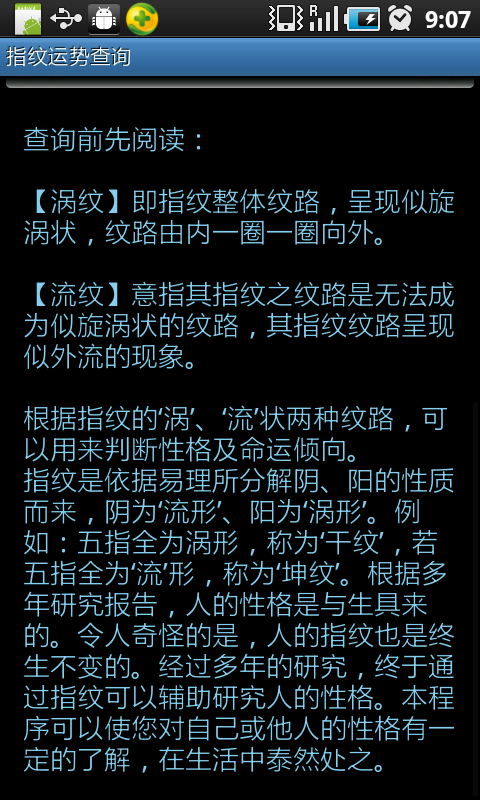 R
9:07
指纹运势查询
查询前先阅读：
【涡纹】即指纹整体纹路，呈现似旋
涡状，纹路由内一圈一圈向外。
【流纹】意指其指纹之纹路是无法成
为似旋涡状的纹路，其指纹纹路呈现
似外流的现象。
根据指纹的‘涡’、‘流’状两种纹路，可
以用来判断性格及命运倾向。
指纹是依据易理所分解阴、阳的性质
而来，阴为‘流形’、阳为‘涡形’。例
如：五指全为涡形，称为‘干纹’，若
五指全为‘流’形，称为‘坤纹’。根据多
年研究报告，人的性格是与生具来
的。令人奇怪的是，人的指纹也是终
生不变的。经过多年的研究，终于通
过指纹可以辅助研究人的性格。本程
序可以使您对自己或他人的性格有一
定的了解，在生活中泰然处之。